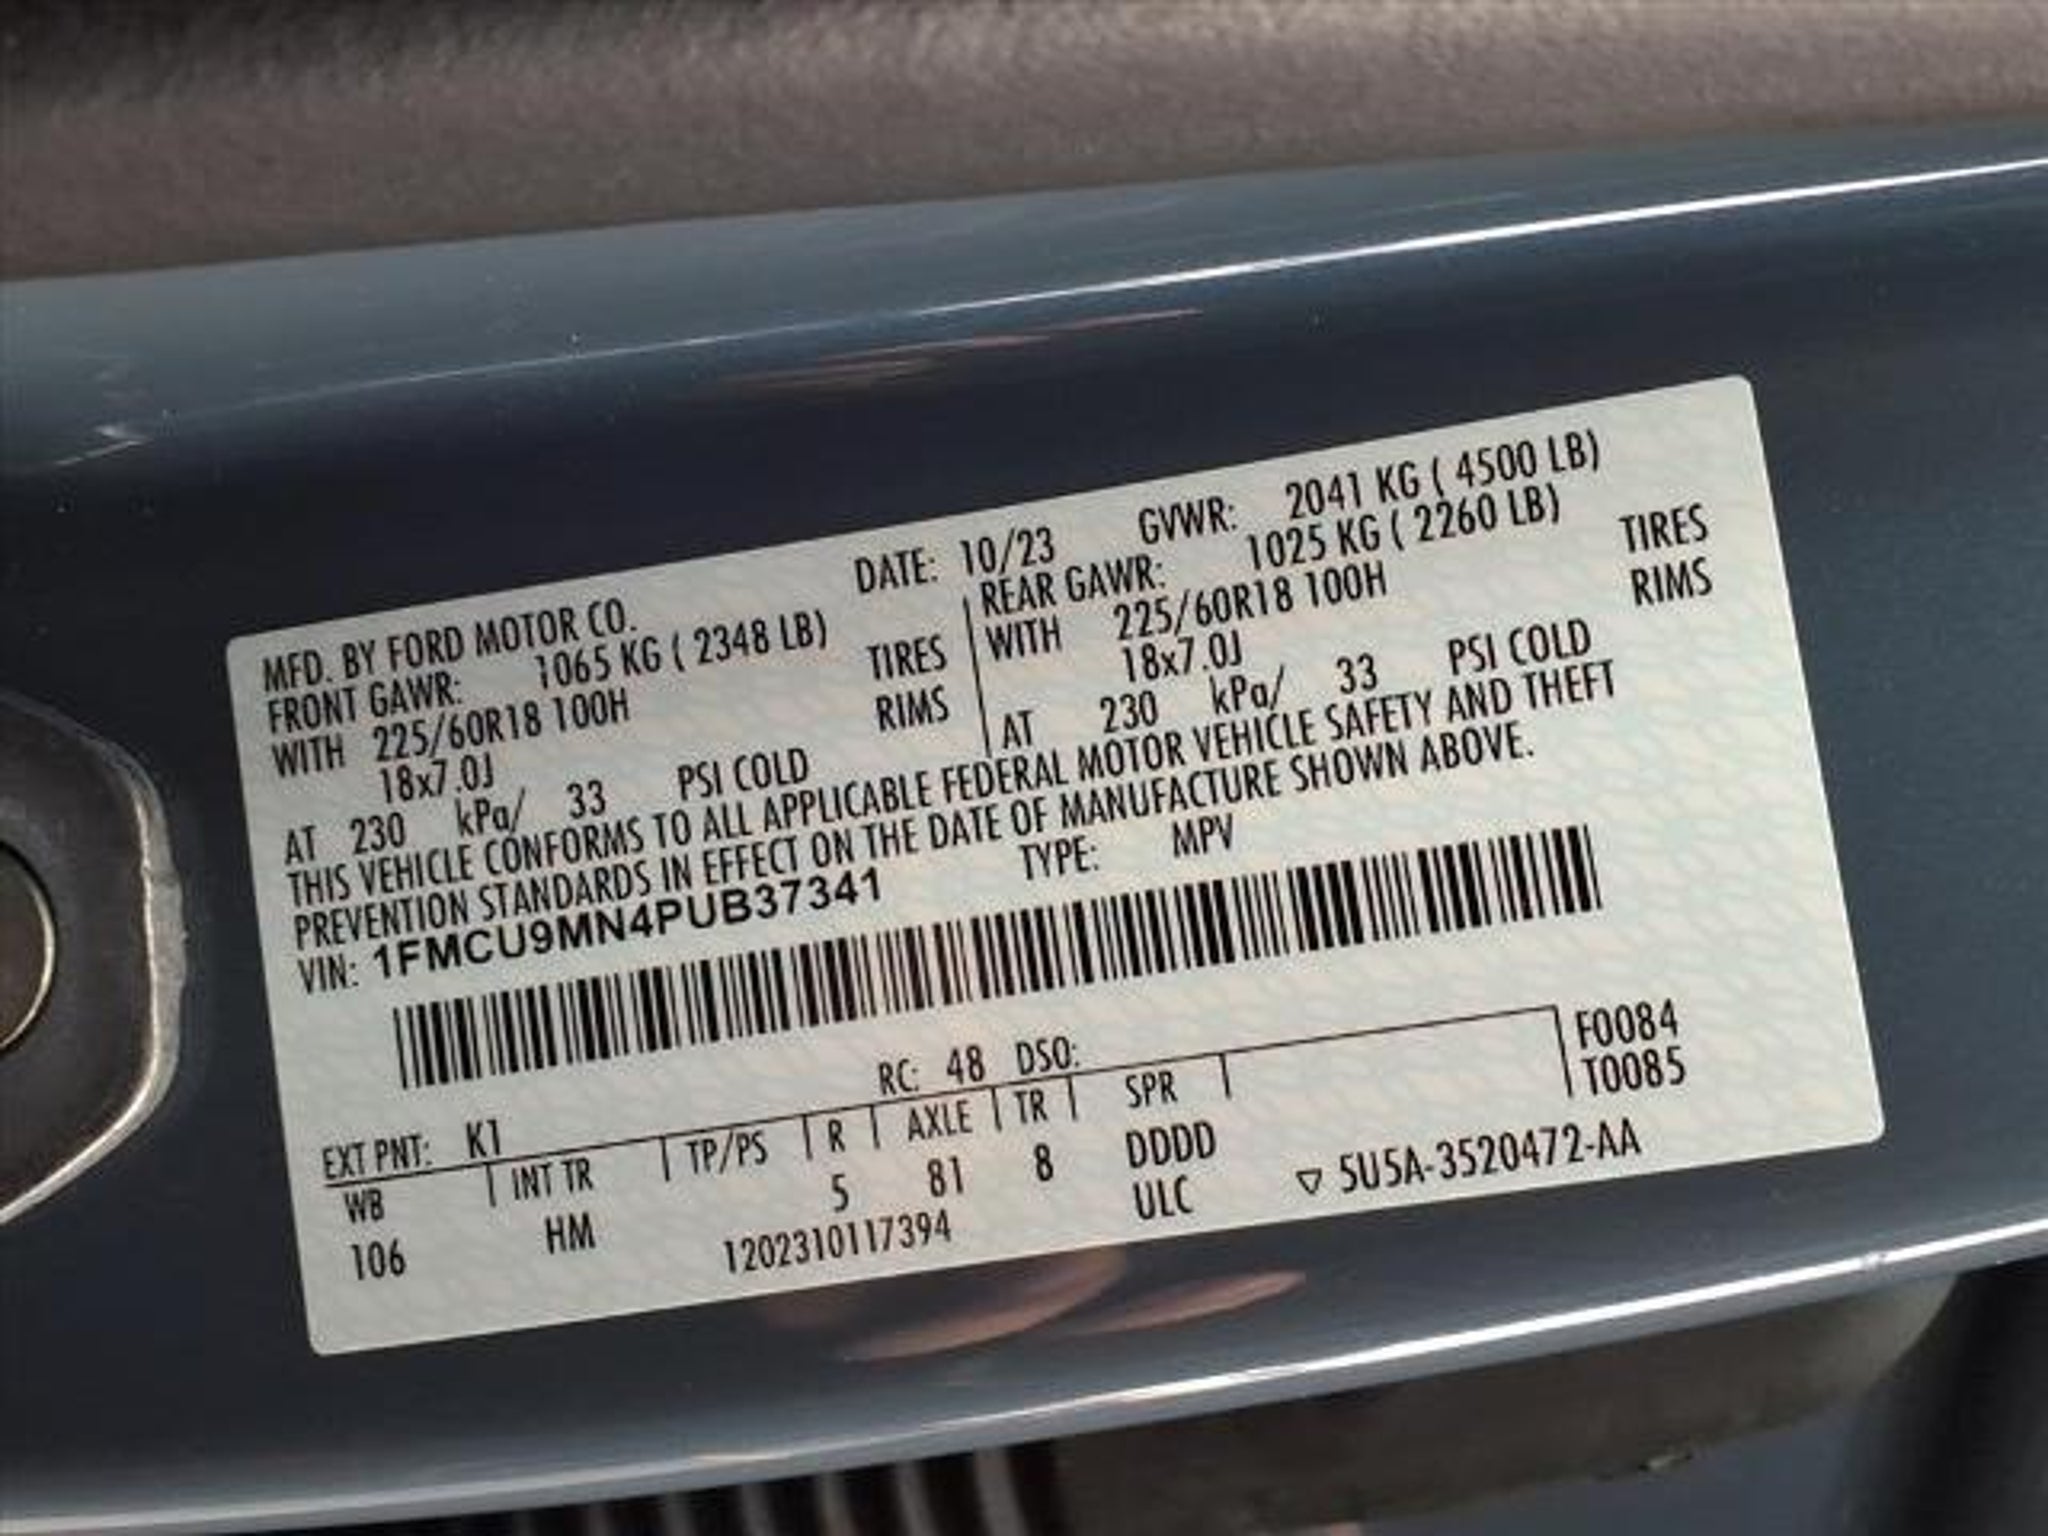 MFD. BY FORD MOTOR CO. DATE: 10/23 GVWR: 2041 KG ( 4500 LB)
FRONT GAWR: 1065 KG ( 2348 LB) REAR GAWR: 1025 KG ( 2260 LB)
WITH 225/60R18 100H TIRES WITH 225/60R18 100H TIRES
18x7.0J RIMS 18x7.0J RIMS
AT 230 kPa/ 33 PSI COLD AT 230 kPa/ 33 PSI COLD
THIS VEHICLE CONFORMS TO ALL APPLICABLE FEDERAL MOTOR VEHICLE SAFETY AND THEFT
PREVENTION STANDARDS IN EFFECT ON THE DATE OF MANUFACTURE SHOWN ABOVE.
VIN: 1FMCU9MN4PUB37341 TYPE: MPV
EXT PNT: K1 RC: 48 DSO: F0084
WB INT TR TP/PS R AXLE TR SPR T0085
106 HM 5 81 8 DDDD
1202310117394 ULC ▽ 5U5A-3520472-AA